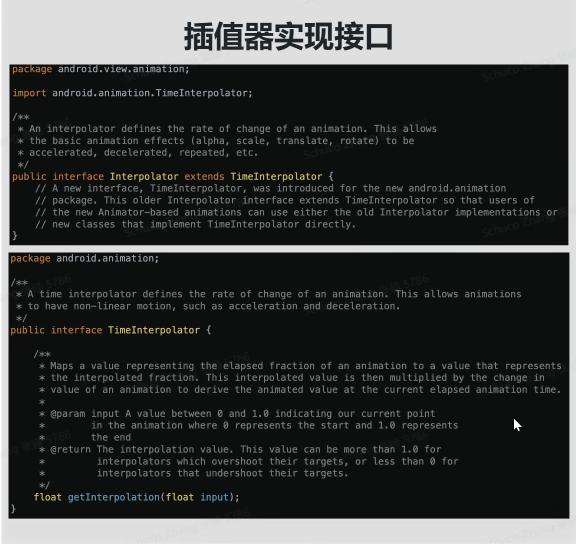 插值器实现接口
package android.view.animation;
import android.animation.TimeInterpolator;
/**
 * An interpolator defines the rate of change of an animation. This allows
 * the basic animation effects (alpha, scale, translate, rotate) to be
 * accelerated, decelerated, repeated, etc.
 */
public interface Interpolator extends TimeInterpolator {
    // A new interface, TimeInterpolator, was introduced for the new android.animation
    // package. This older Interpolator interface extends TimeInterpolator so that users of
    // the new Animator-based animations can use either the old Interpolator implementations or
    // new classes that implement TimeInterpolator directly.
}
package android.animation;
/**
 * A time interpolator defines the rate of change of an animation. This allows animations
 * to have non-linear motion, such as acceleration and deceleration.
 */
public interface TimeInterpolator {
    /**
     * Maps a value representing the elapsed fraction of an animation to a value that represents
     * the interpolated fraction. This interpolated value is then multiplied by the change in
     * value of an animation to derive the animated value at the current elapsed animation time.
     *
     * @param input A value between 0 and 1.0 indicating our current point
     *        in the animation where 0 represents the start and 1.0 represents
     *        the end
     * @return The interpolation value. This value can be more than 1.0 for
     *         interpolators which overshoot their targets, or less than 0 for
     *         interpolators that undershoot their targets.
     */
    float getInterpolation(float input);
}